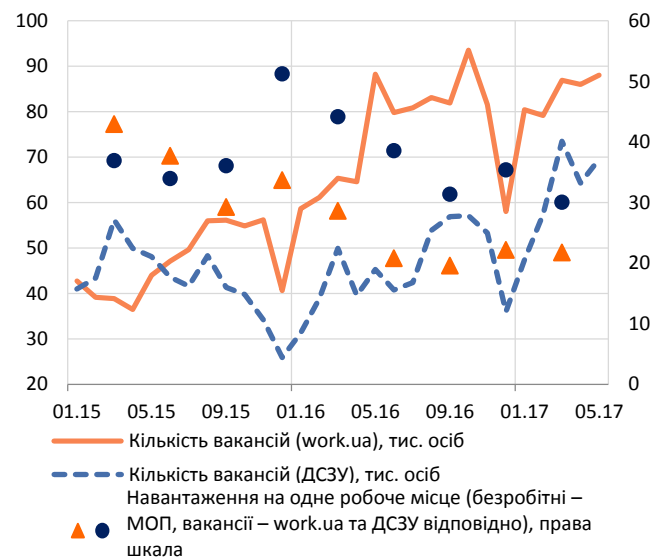 100
90
80
70
60
50
40
30
20
60
50
40
30
20
10
0
01.15 05.15 09.15 01.16 05.16 09.16 01.17 05.17
Кількість вакансій (work.ua), тис. осіб
Кількість вакансій (ДСЗУ), тис. осіб
Навантаження на одне робоче місце (безробітні –
МОП, вакансії – work.ua та ДСЗУ відповідно), права
шкала